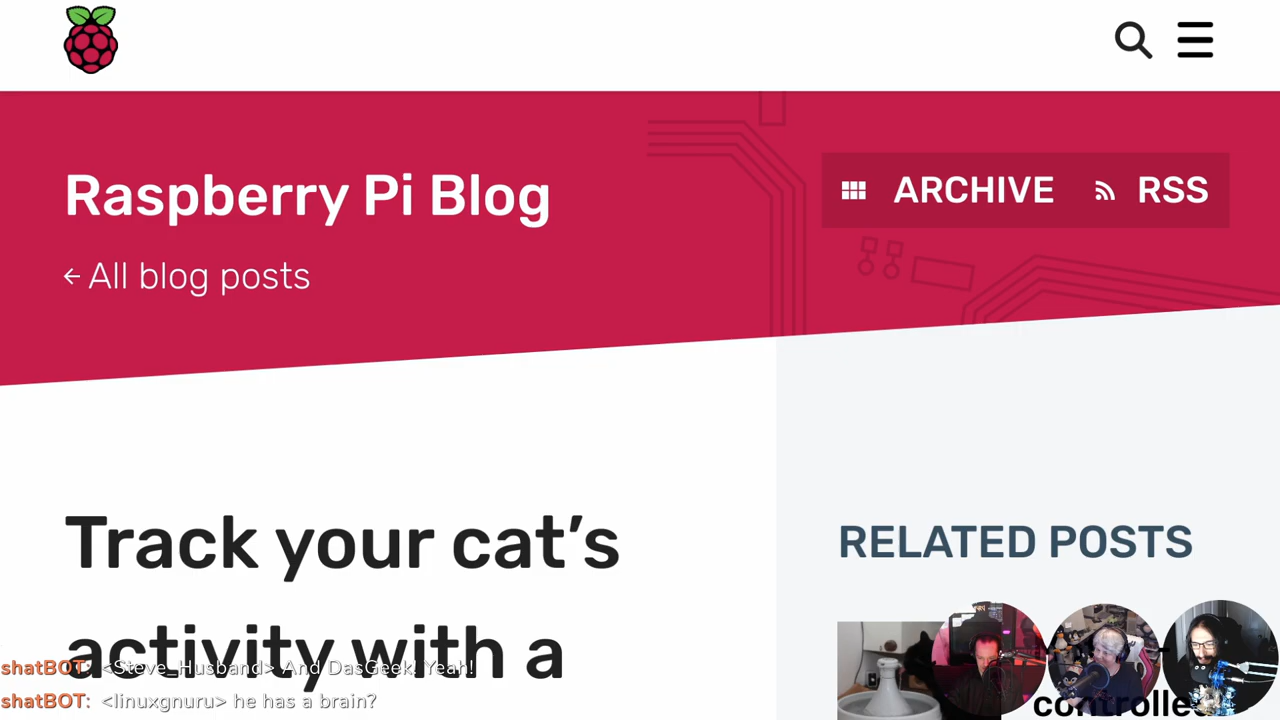 Raspberry Pi Blog
← All blog posts
ARCHIVE
RSS
Track your cat’s
activity with a
RELATED POSTS
controlle
shatBOT: <Steve_Husband> And DasGeek! Yeah!
shatBOT: <linuxgnuru> he has a brain?